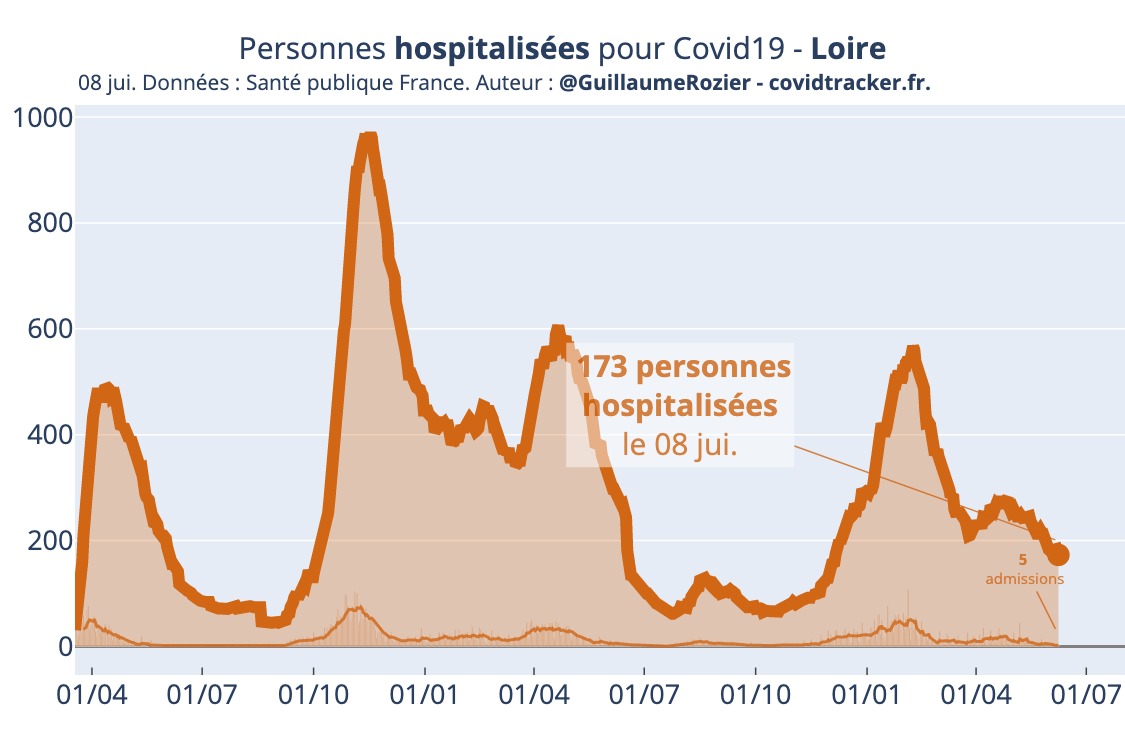 Personnes hospitalisées pour Covid19 - Loire
08 jui. Données : Santé publique France. Auteur : @GuillaumeRozier - covidtracker.fr.
1000
800
600
400
200
0
173 personnes
hospitalisées
le 08 jui.
5
admissions
01/04 01/07 01/10 01/01 01/04 01/07 01/10 01/01 01/04 01/07